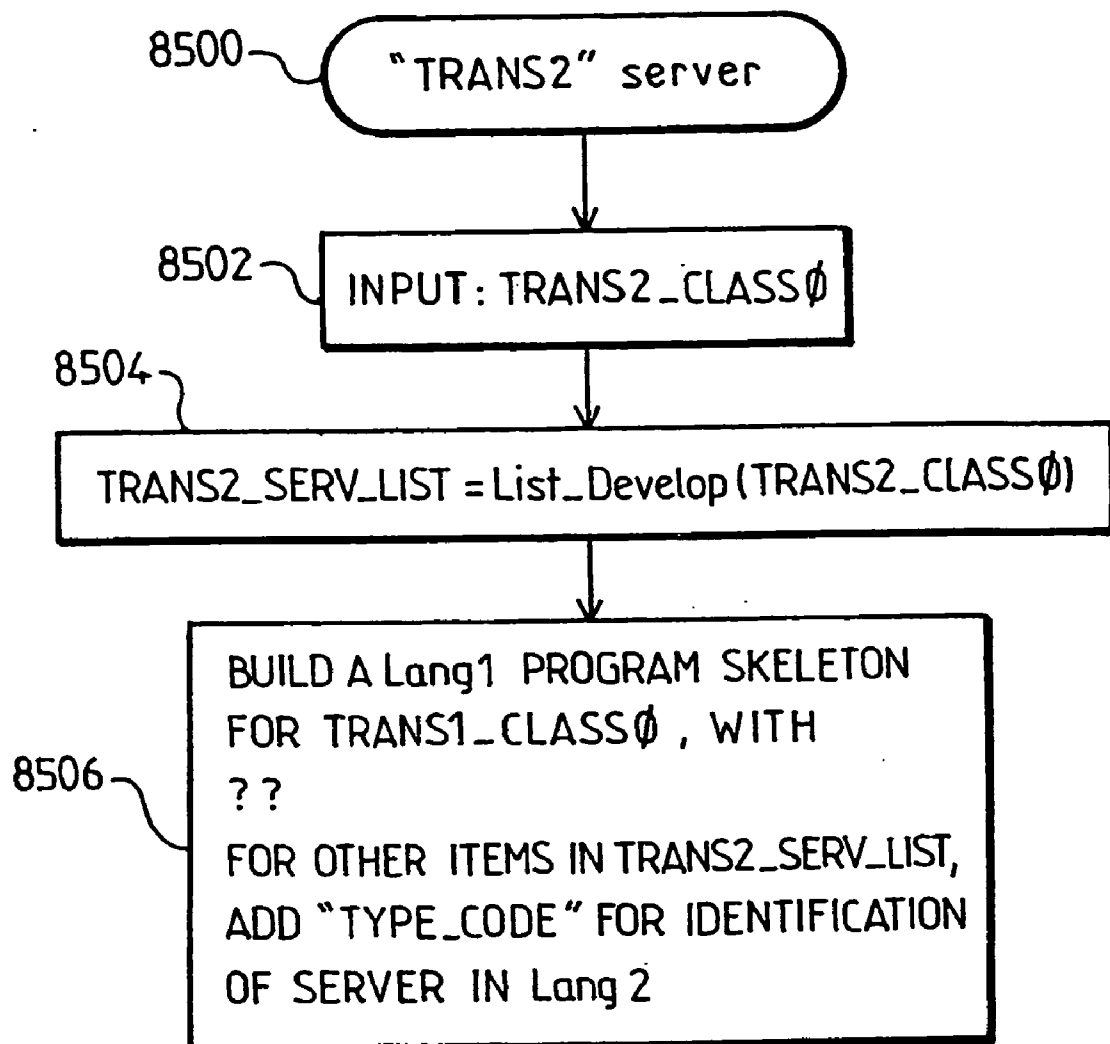 8500
"TRANS2" server
8502
INPUT: TRANS2_CLASSØ
8504
TRANS2_SERV_LIST = List_Develop (TRANS2_CLASSØ)
8506
BUILD A Lang1 PROGRAM SKELETON
FOR TRANS1_CLASSØ, WITH
? ?
FOR OTHER ITEMS IN TRANS2_SERV_LIST,
ADD "TYPE_CODE" FOR IDENTIFICATION
OF SERVER IN Lang 2